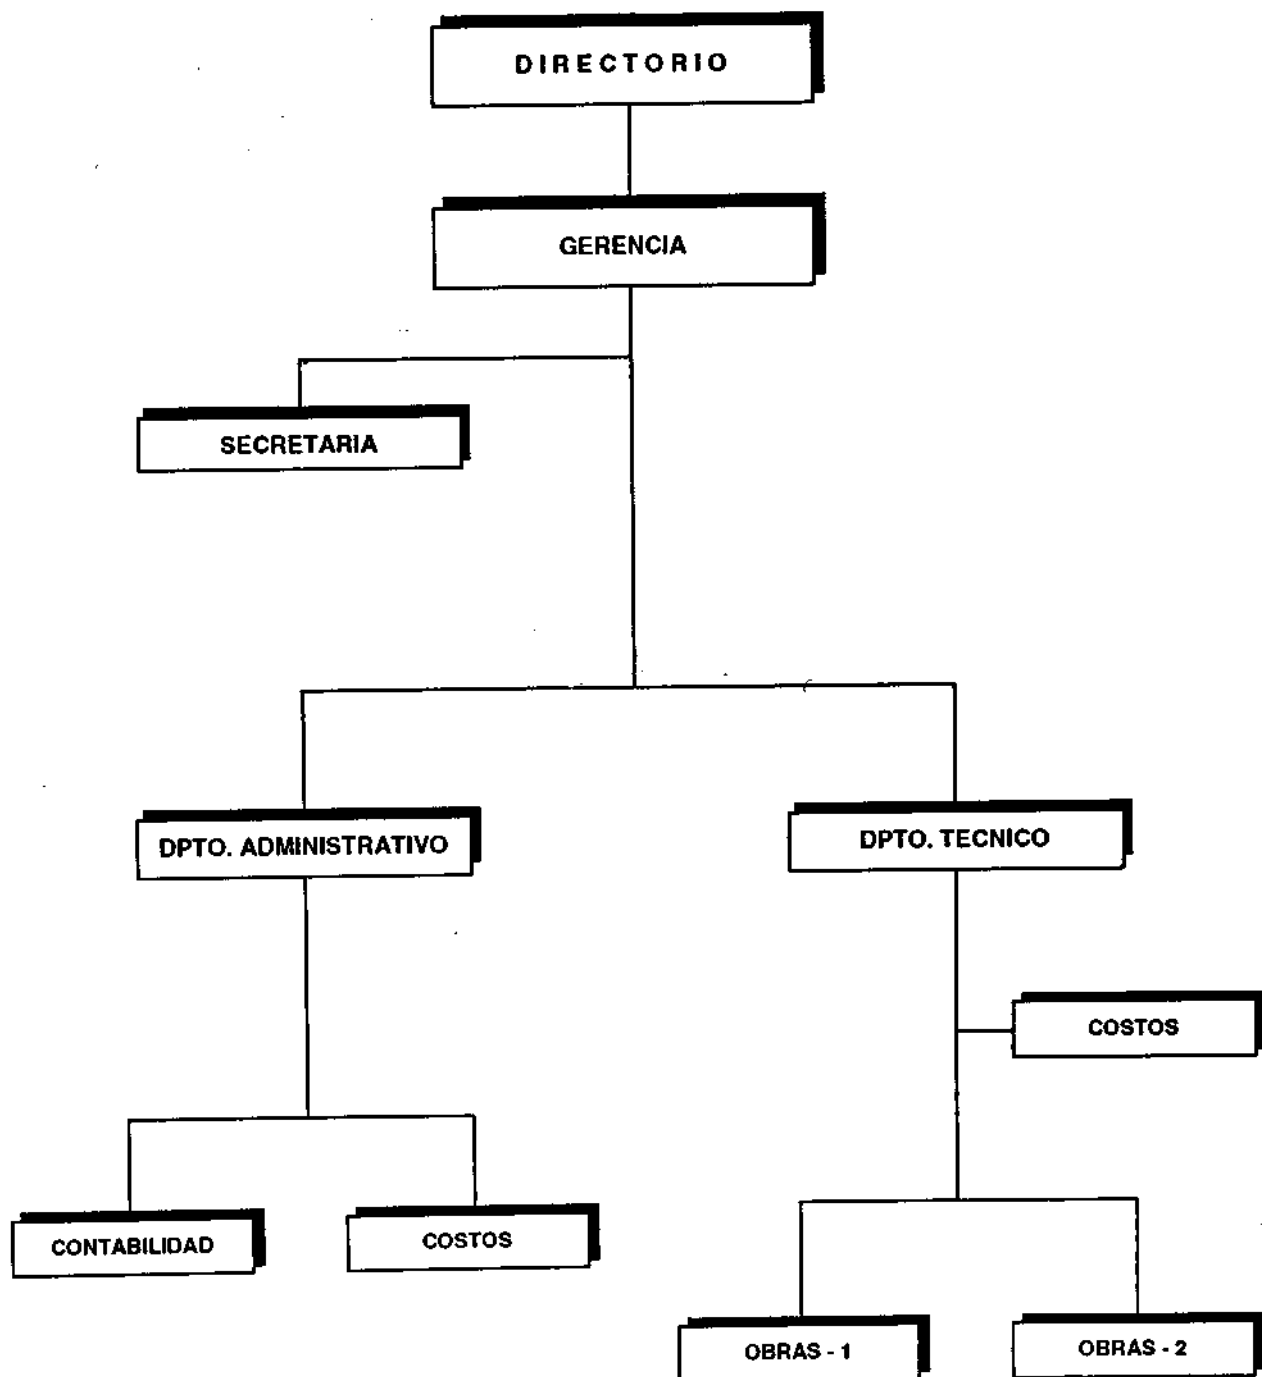 DIRECTORIO
GERENCIA
SECRETARIA
DPTO. ADMINISTRATIVO
DPTO. TECNICO
COSTOS
CONTABILIDAD
COSTOS
OBRAS - 1
OBRAS - 2